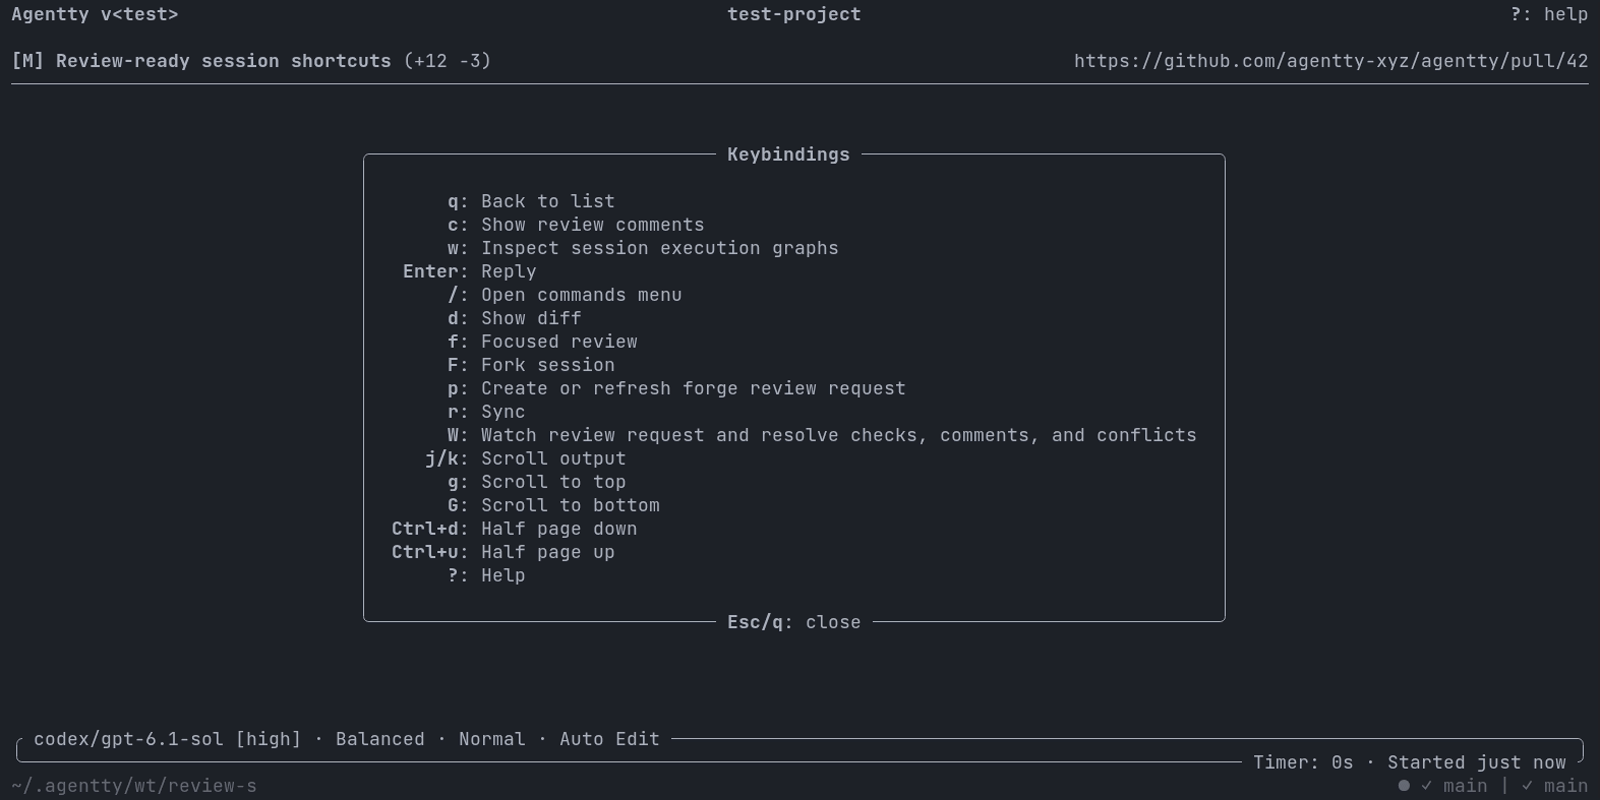 Agentty v<test> test-project ?: help
[M] Review-ready session shortcuts (+12 -3) https://github.com/agentty-xyz/agentty/pull/42
Keybindings
q: Back to list
c: Show review comments
w: Inspect session execution graphs
Enter: Reply
/: Open commands menu
d: Show diff
f: Focused review
F: Fork session
p: Create or refresh forge review request
r: Sync
W: Watch review request and resolve checks, comments, and conflicts
j/k: Scroll output
g: Scroll to top
G: Scroll to bottom
Ctrl+d: Half page down
Ctrl+u: Half page up
?: Help
Esc/q: close
codex/gpt-6.1-sol [high] · Balanced · Normal · Auto Edit
Timer: 0s · Started just now
~/.agentty/wt/review-s ● ✓ main | ✓ main